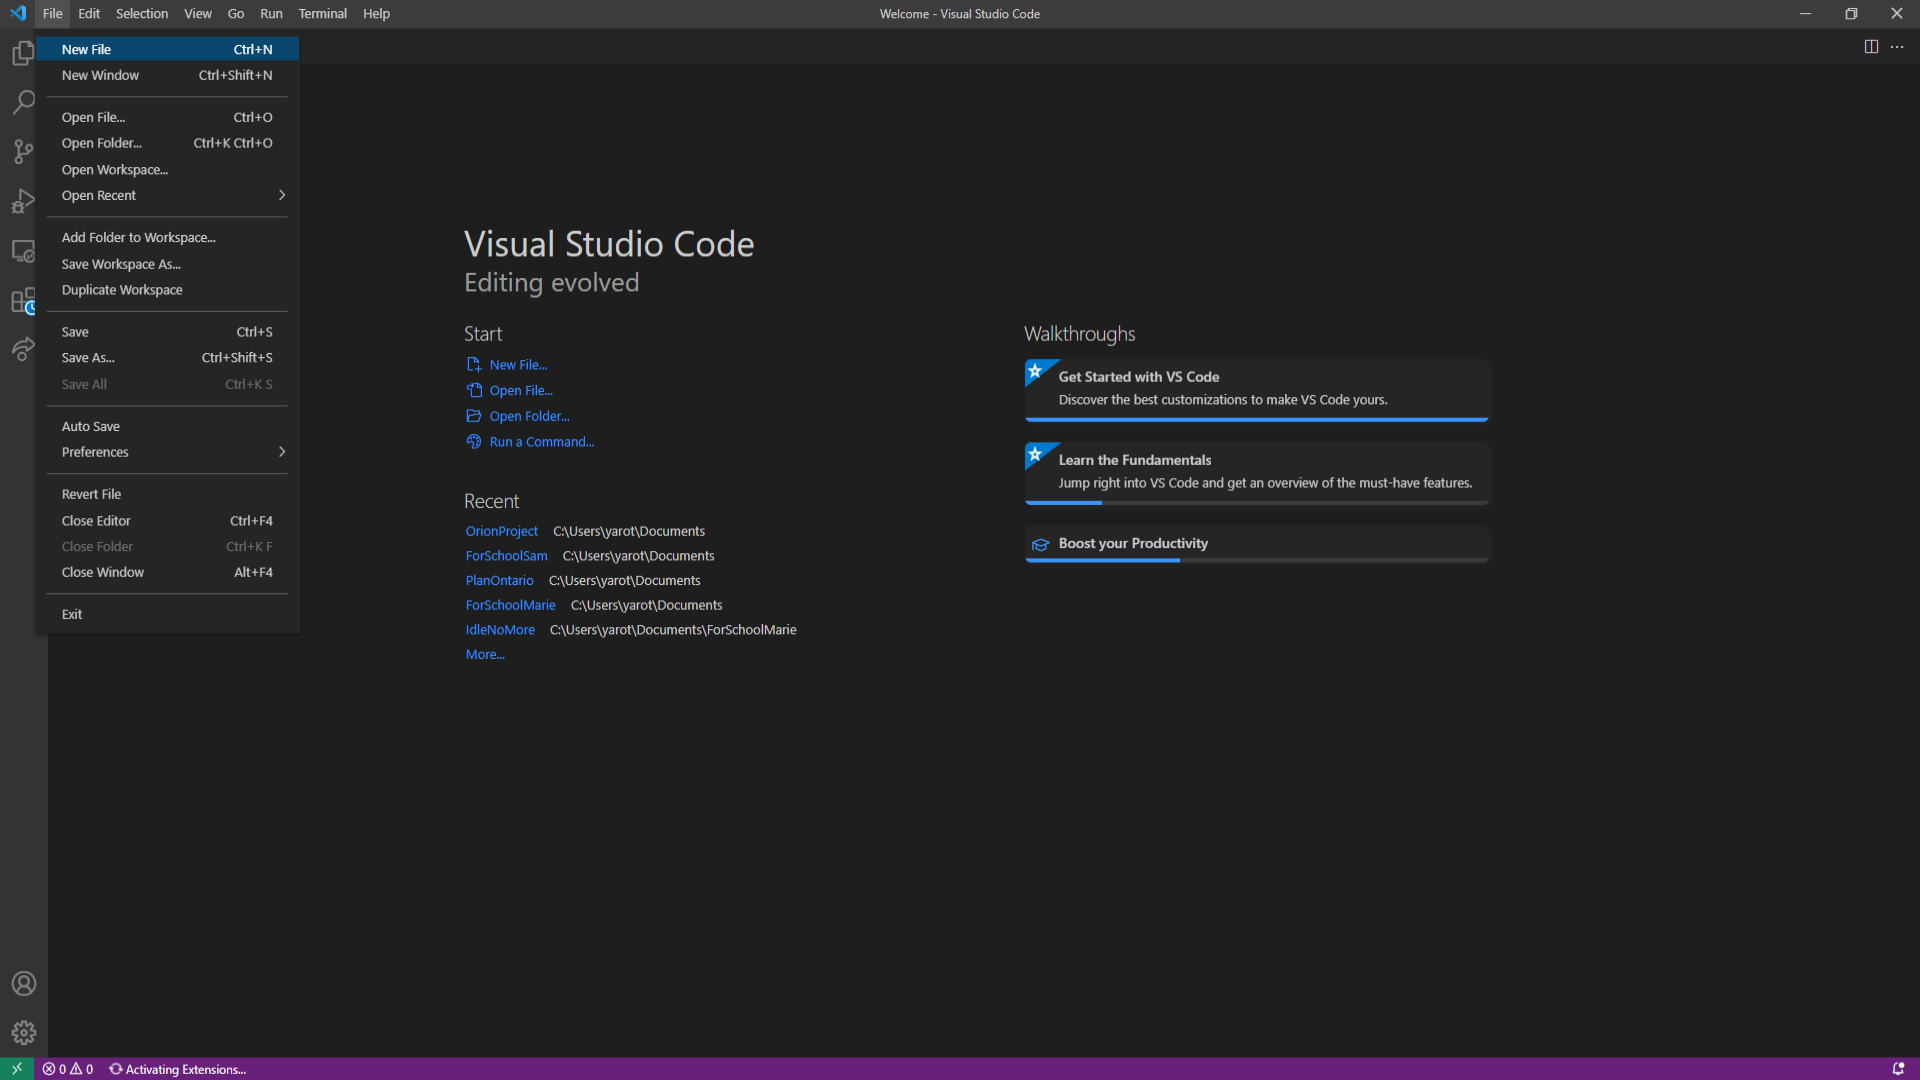 File Edit Selection View Go Run Terminal Help
Welcome - Visual Studio Code
New File Ctrl+N
New Window Ctrl+Shift+N
Open File... Ctrl+O
Open Folder... Ctrl+K Ctrl+O
Open Workspace...
Open Recent
Add Folder to Workspace...
Save Workspace As...
Duplicate Workspace
Save Ctrl+S
Save As... Ctrl+Shift+S
Save All Ctrl+K S
Auto Save
Preferences
Revert File
Close Editor Ctrl+F4
Close Folder Ctrl+K F
Close Window Alt+F4
Exit
Visual Studio Code
Editing evolved
Start
New File...
Open File...
Open Folder...
Run a Command...
Recent
OrionProject C:\Users\yarot\Documents
ForSchoolSam C:\Users\yarot\Documents
PlanOntario C:\Users\yarot\Documents
ForSchoolMarie C:\Users\yarot\Documents
IdleNoMore C:\Users\yarot\Documents\ForSchoolMarie
More...
Walkthroughs
Get Started with VS Code
Discover the best customizations to make VS Code yours.
Learn the Fundamentals
Jump right into VS Code and get an overview of the must-have features.
Boost your Productivity
0 0 Activating Extensions...